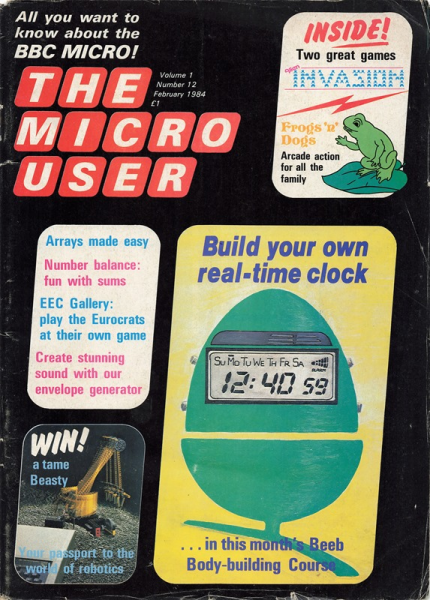 All you want to
know about the
BBC MICRO!
THE
MICRO
USER
Volume 1
Number 12
February 1984
£1
INSIDE!
Two great games
INVASION
Frogs 'n'
Dogs
Arcade action
for all the
family
Arrays made easy
Number balance:
fun with sums
EEC Gallery:
play the Eurocrats
at their own game
Create stunning
sound with our
envelope generator
Build your own
real-time clock
SU MO TU WE TH FR SA
12:40 59
...in this month's Beeb
Body-building Course
WIN!
a tame
Beasty
Your passport to the
world of robotics